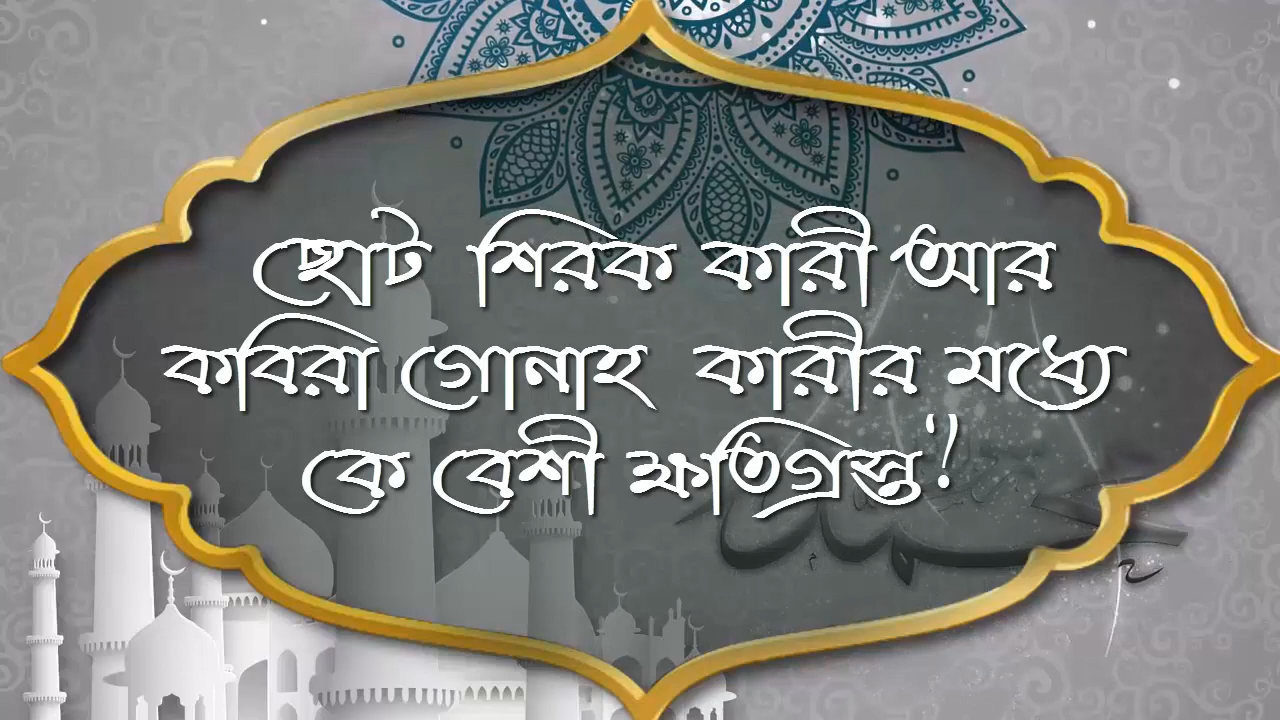 ছোট শিরক কারী আর
কবিরা গোনাহ কারীর মধ্যে
কে বেশী ক্ষতিগ্রস্ত?